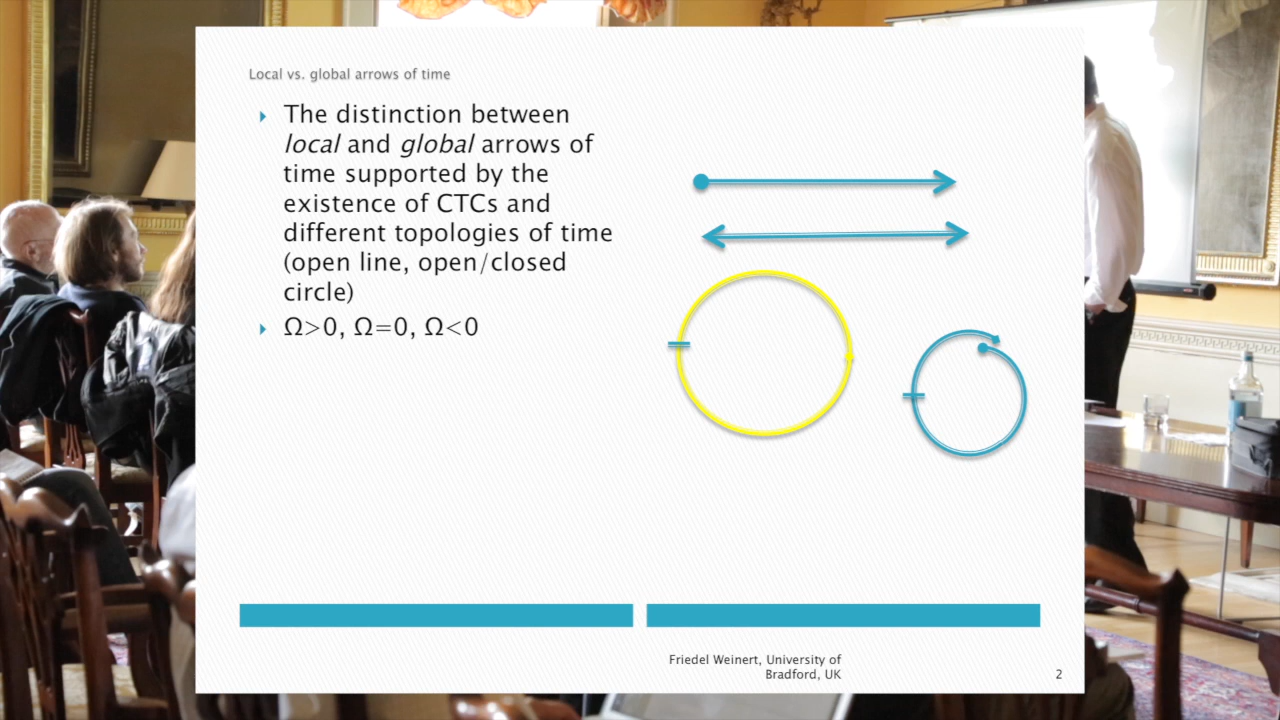 Local vs. global arrows of time
The distinction between
local and global arrows of
time supported by the
existence of CTCs and
different topologies of time
(open line, open/closed
circle)
Ω>0, Ω=0, Ω<0
Friedel Weinert, University of
Bradford, UK
2